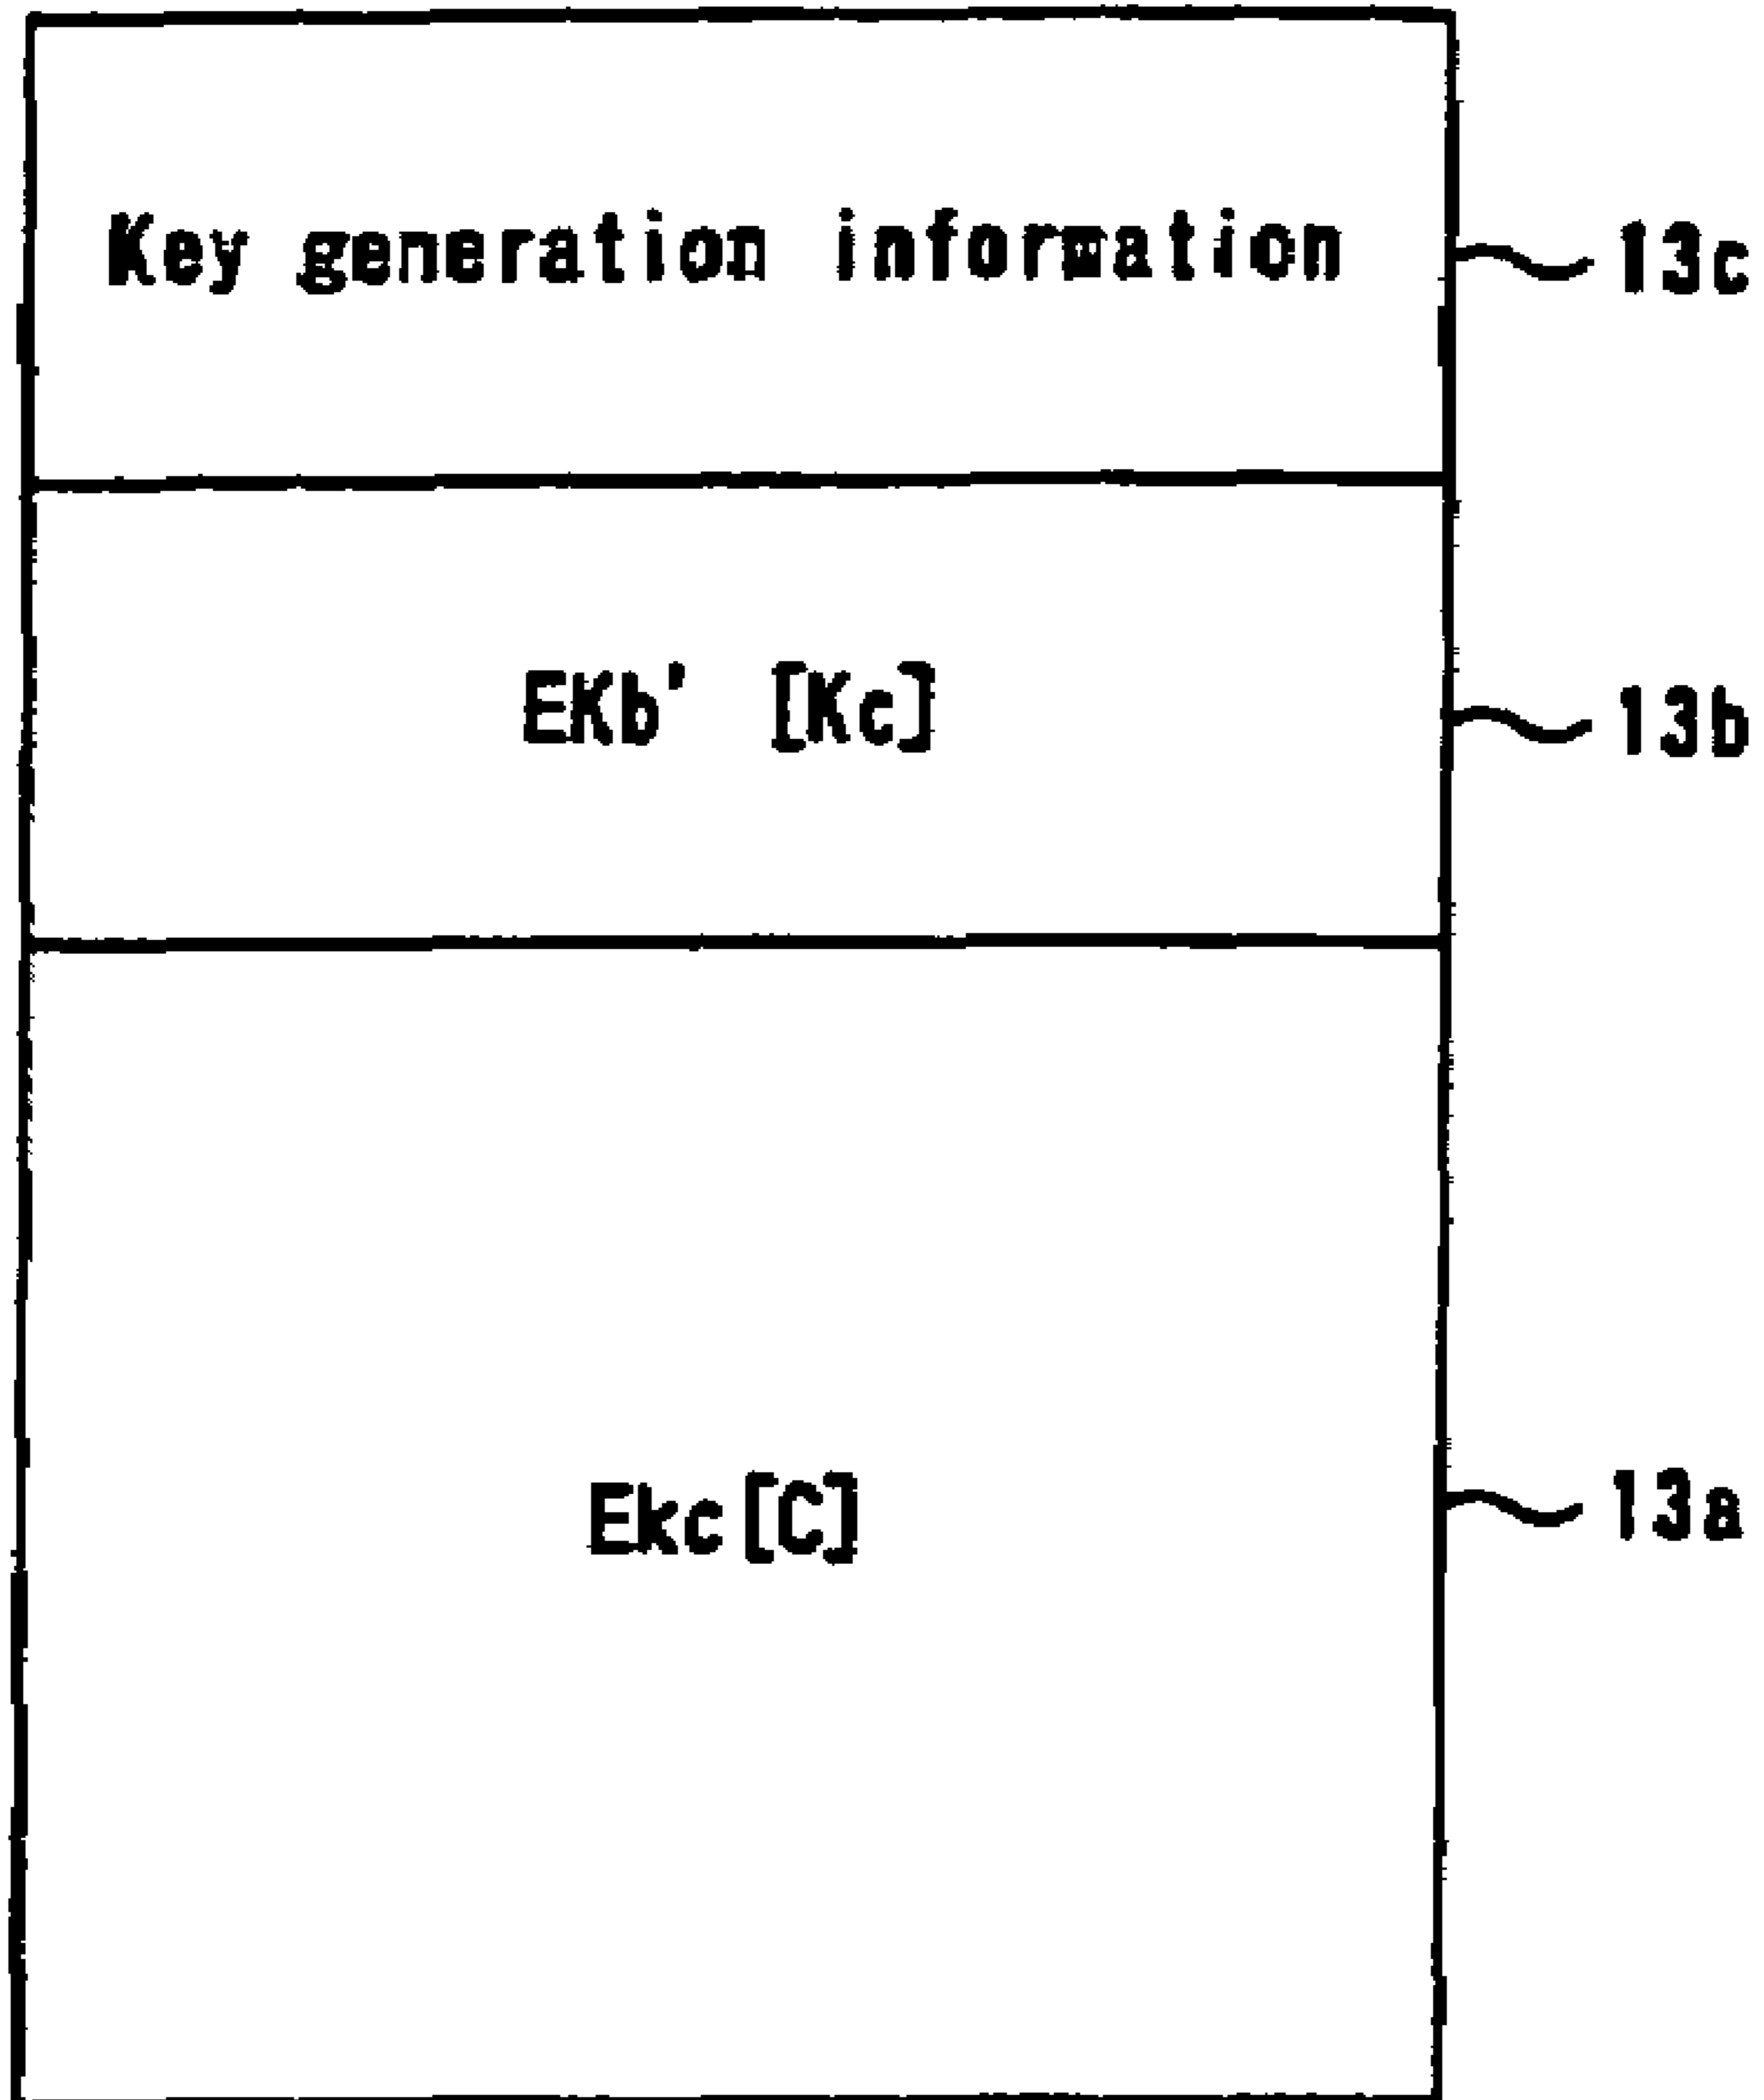 Key generation information
13c
EKb' [Kc]
13b
Ekc[C]
13a